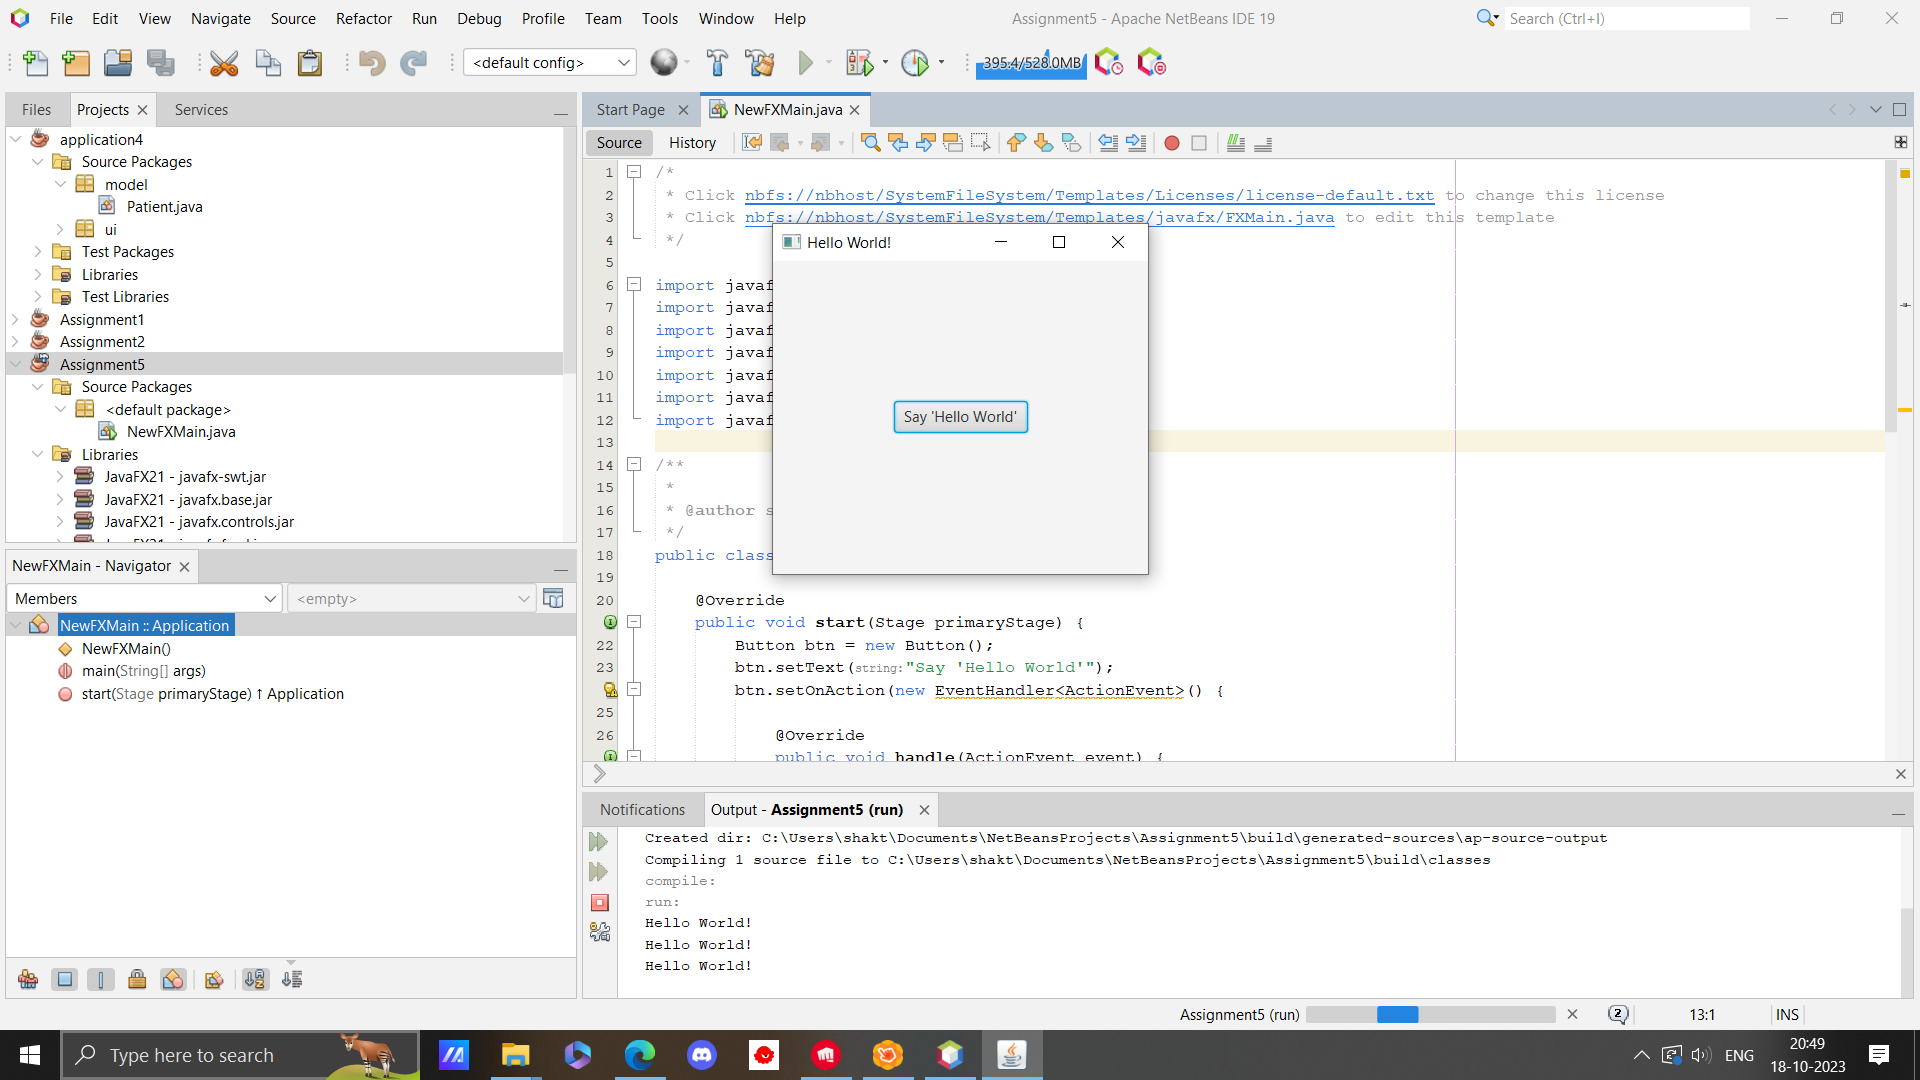 File Edit View Navigate Source Refactor Run Debug Profile Team Tools Window Help
Assignment5 - Apache NetBeans IDE 19
Search (Ctrl+I)
<default config>
395.4/528.0MB
Files Projects Services
application4
Source Packages
model
Patient.java
ui
Test Packages
Libraries
Test Libraries
Assignment1
Assignment2
Assignment5
Source Packages
<default package>
NewFXMain.java
Libraries
JavaFX21 - javafx-swt.jar
JavaFX21 - javafx.base.jar
JavaFX21 - javafx.controls.jar
NewFXMain - Navigator
Members
<empty>
NewFXMain :: Application
NewFXMain()
main(String[] args)
start(Stage primaryStage) ↑ Application
Start Page NewFXMain.java
Source History
1 /*
2 * Click nbfs://nbhost/SystemFileSystem/Templates/Licenses/license-default.txt to change this license
3 * Click nbfs://nbhost/SystemFileSystem/Templates/javafx/FXMain.java to edit this template
4 */
5
6 import javaf
7 import javaf
8 import javaf
9 import javaf
10 import javaf
11 import javaf
12 import javaf
13
14 /**
15 *
16 * @author s
17 */
18 public class
19
20 @Override
public void start(Stage primaryStage) {
22 Button btn = new Button();
23 btn.setText(string:"Say 'Hello World'");
btn.setOnAction(new EventHandler<ActionEvent>() {
25
26 @Override
public void handle(ActionEvent event) {
Hello World!
Say 'Hello World'
Notifications Output - Assignment5 (run)
Created dir: C:\Users\shakt\Documents\NetBeansProjects\Assignment5\build\generated-sources\ap-source-output
Compiling 1 source file to C:\Users\shakt\Documents\NetBeansProjects\Assignment5\build\classes
compile:
run:
Hello World!
Hello World!
Hello World!
Assignment5 (run)
2
13:1
INS
Type here to search
ENG
20:49
18-10-2023